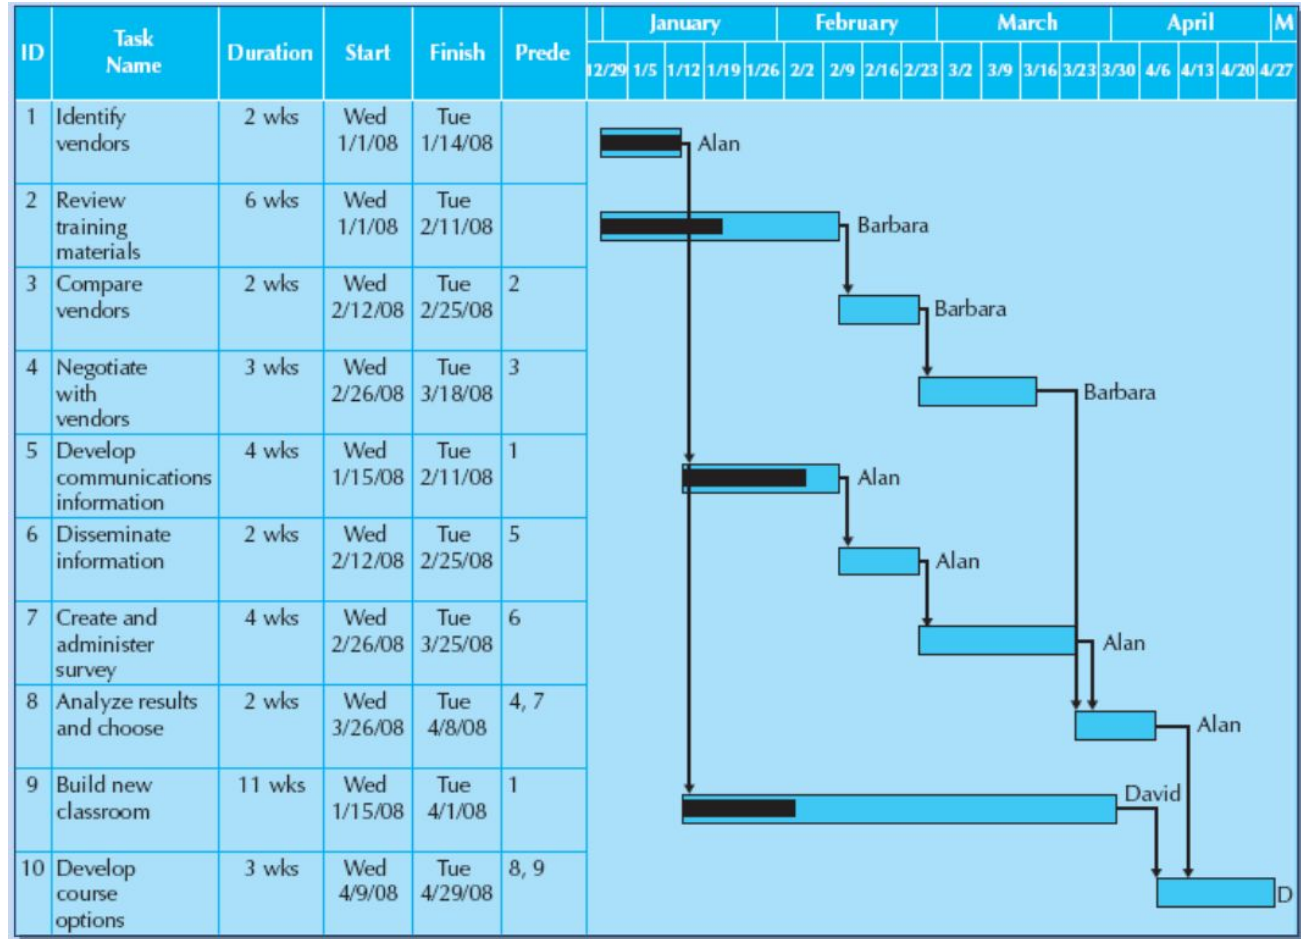 January February March April M
ID Task Name Duration Start Finish Prede
12/29 1/5 1/12 1/19 1/26 2/2 2/9 2/16 2/23 3/2 3/9 3/16 3/23 3/30 4/6 4/13 4/20 4/27
1 Identify 2 wks Wed Tue
vendors 1/1/08 1/14/08
Alan
2 Review 6 wks Wed Tue
training 1/1/08 2/11/08
materials
Barbara
3 Compare 2 wks Wed Tue 2
vendors 2/12/08 2/25/08
Barbara
4 Negotiate 3 wks Wed Tue 3
with 2/26/08 3/18/08
vendors
Barbara
5 Develop 4 wks Wed Tue 1
communications 1/15/08 2/11/08
information
Alan
6 Disseminate 2 wks Wed Tue 5
information 2/12/08 2/25/08
Alan
7 Create and 4 wks Wed Tue 6
administer 2/26/08 3/25/08
survey
Alan
8 Analyze results 2 wks Wed Tue 4, 7
and choose 3/26/08 4/8/08
Alan
9 Build new 11 wks Wed Tue 1
classroom 1/15/08 4/1/08
David
10 Develop 3 wks Wed Tue 8, 9
course 4/9/08 4/29/08
options
D